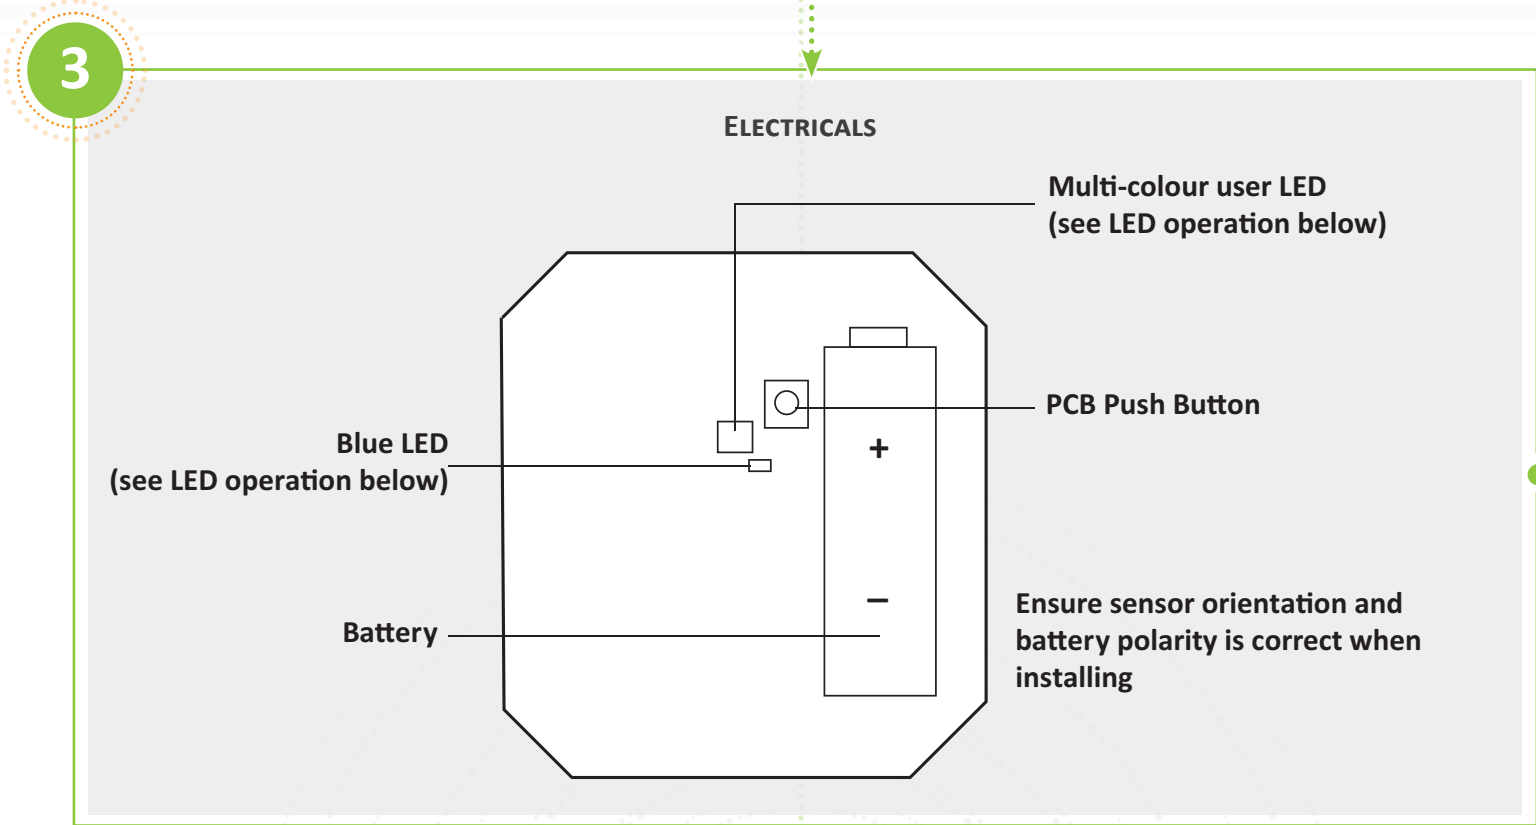 3
ELECTRICALS
Multi-colour user LED
(see LED operation below)
PCB Push Button
Blue LED
(see LED operation below)
+
−
Battery
Ensure sensor orientation and
battery polarity is correct when
installing